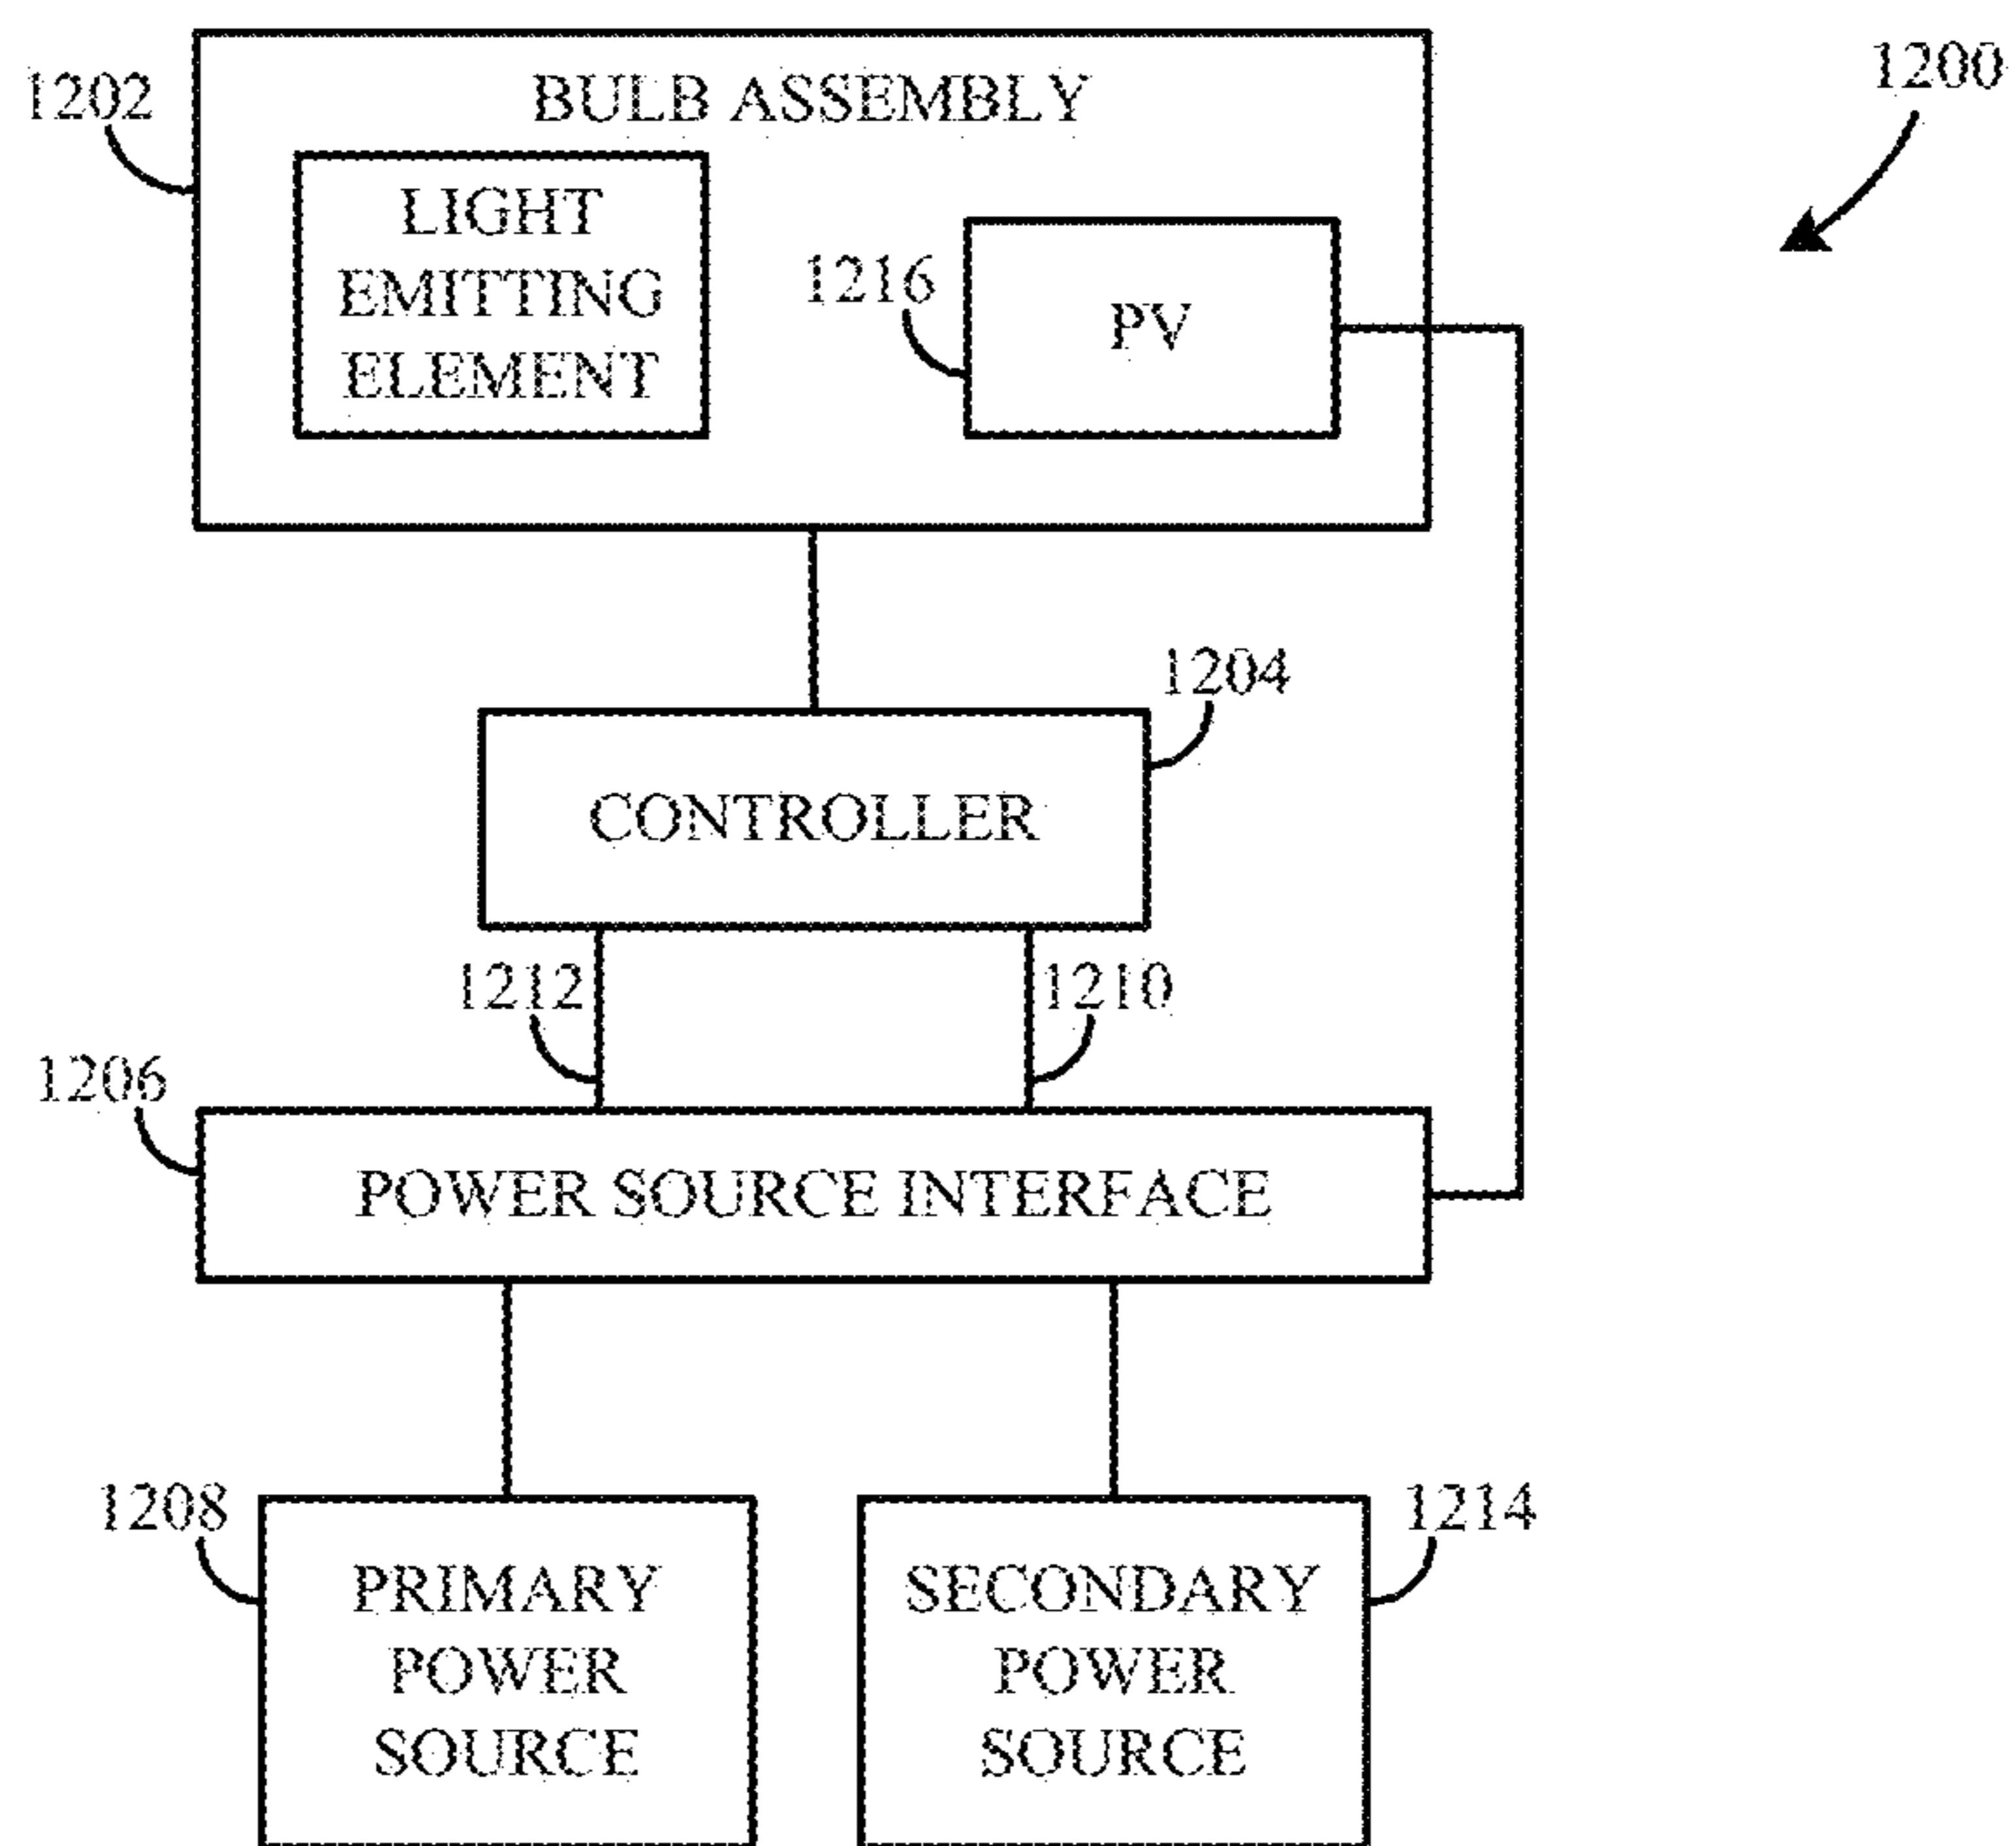 1200
1202
BULB ASSEMBLY
LIGHT
EMITTING
ELEMENT
1216
PV
1204
CONTROLLER
1212
1210
1206
POWER SOURCE INTERFACE
1208
PRIMARY
POWER
SOURCE
1214
SECONDARY
POWER
SOURCE